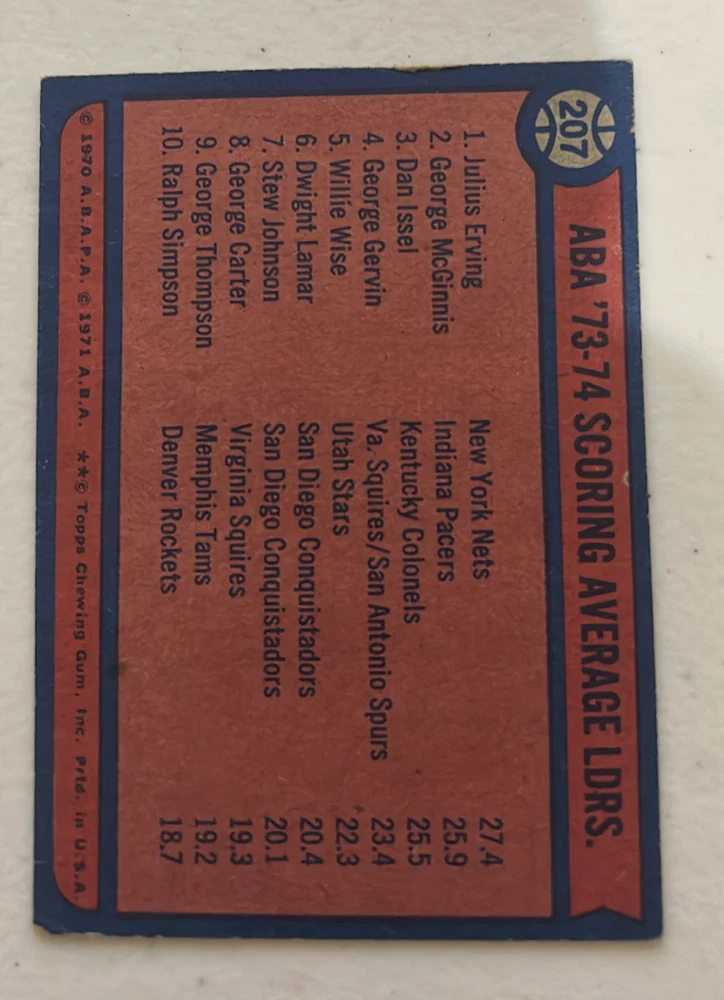 207
ABA '73-74 SCORING AVERAGE LDRS.
1. Julius Erving New York Nets 27.4
2. George McGinnis Indiana Pacers 25.9
3. Dan Issel Kentucky Colonels 25.5
4. George Gervin Va. Squires/San Antonio Spurs 23.4
5. Willie Wise Utah Stars 22.3
6. Dwight Lamar San Diego Conquistadors 20.4
7. Stew Johnson San Diego Conquistadors 20.1
8. George Carter Virginia Squires 19.3
9. George Thompson Memphis Tams 19.2
10. Ralph Simpson Denver Rockets 18.7
© 1970 A.B.A.P.A. © 1971 A.B.A. ★★© Topps Chewing Gum, Inc. Prtd. in U.S.A.